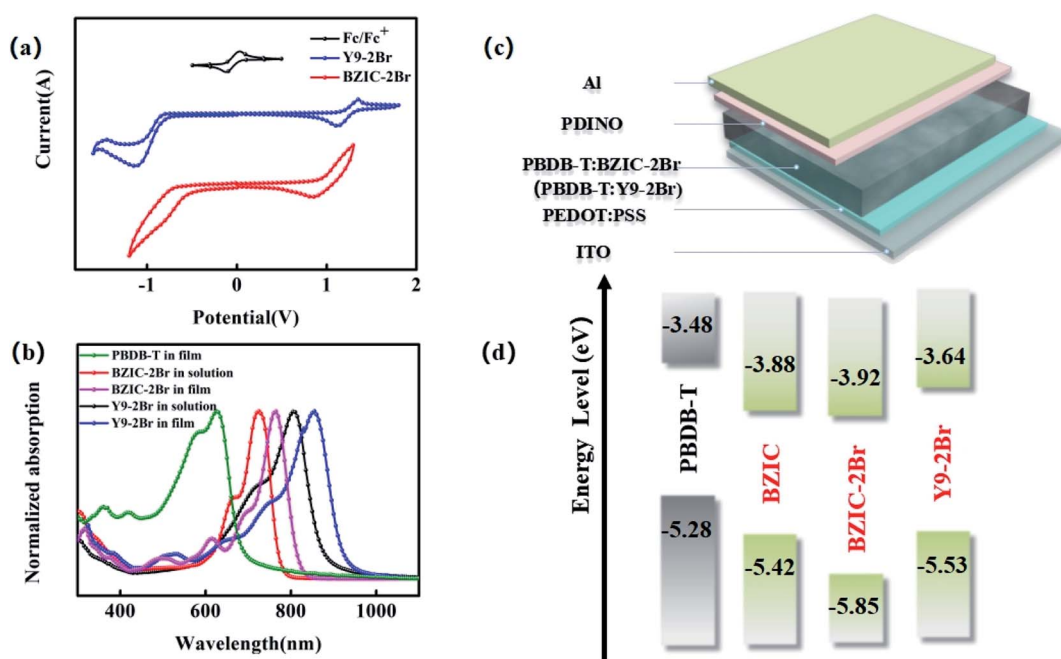 (a)
Fc/Fc+
Y9-2Br
BZIC-2Br
Current(A)
-1
0
1
2
Potential(V)
(b)
PBDB-T in film
BZIC-2Br in solution
BZIC-2Br in film
Y9-2Br in solution
Y9-2Br in film
Normalized absorption
400
600
800
1000
Wavelength(nm)
(c)
Al
PDINO
PBDB-T:BZIC-2Br
(PBDB-T:Y9-2Br)
PEDOT:PSS
ITO
(d)
Energy Level (eV)
-3.48
PBDB-T
-5.28
-3.88
BZIC
-5.42
-3.92
BZIC-2Br
-5.85
-3.64
Y9-2Br
-5.53